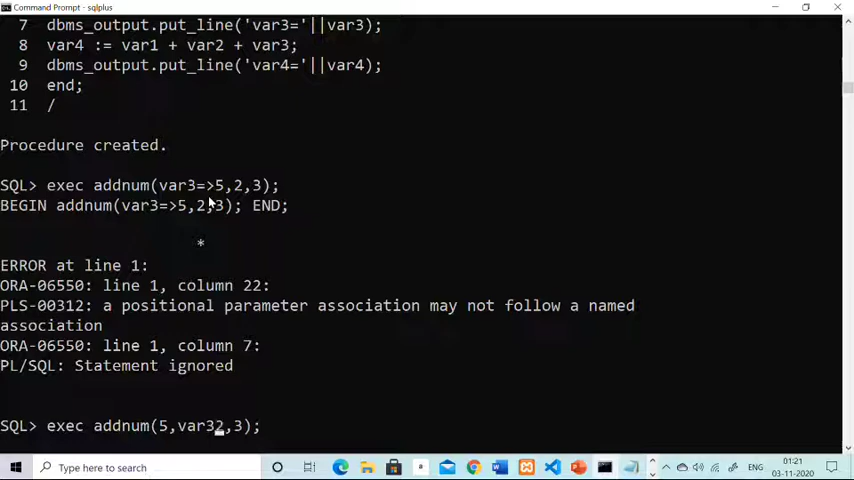 Command Prompt - sqlplus
7 dbms_output.put_line('var3='||var3);
8 var4 := var1 + var2 + var3;
9 dbms_output.put_line('var4='||var4);
10 end;
11 /
Procedure created.
SQL> exec addnum(var3=>5,2,3);
BEGIN addnum(var3=>5,2,3); END;
*
ERROR at line 1:
ORA-06550: line 1, column 22:
PLS-00312: a positional parameter association may not follow a named
association
ORA-06550: line 1, column 7:
PL/SQL: Statement ignored
SQL> exec addnum(5,var32,3);
Type here to search
ENG
01:21
03-11-2020